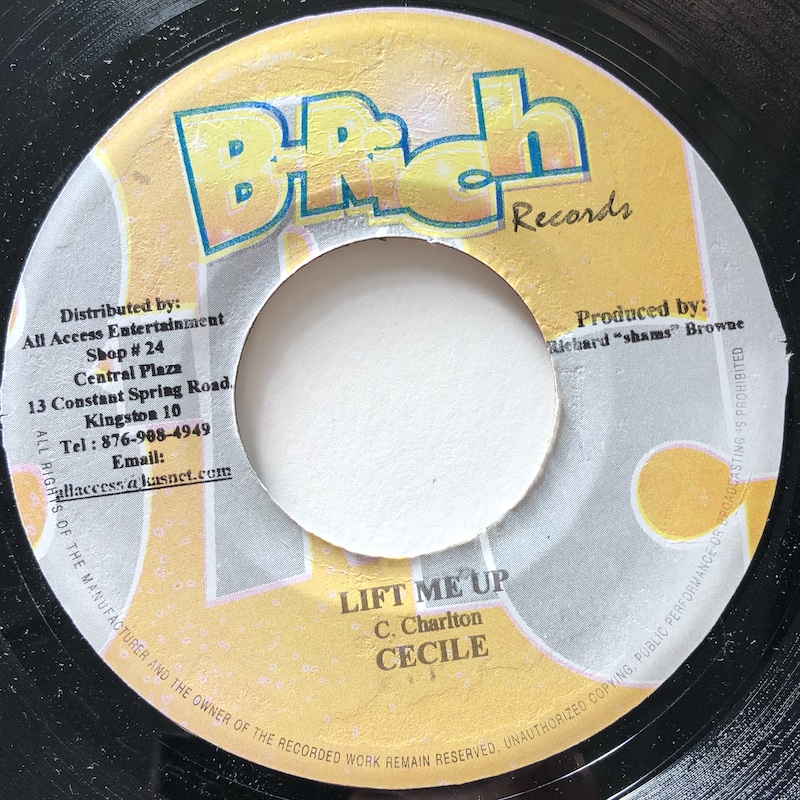 B-Rich
Records
Distributed by:
All Access Entertainment
Shop # 24
Central Plaza
13 Constant Spring Road,
Kingston 10
Tel : 876-908-4949
Email:
allaccess@kasnet.com
Produced by:
Richard "shams" Browne
LIFT ME UP
C. Charlton
CECILE
ALL RIGHTS OF THE MANUFACTURER AND THE OWNER OF THE RECORDED WORK REMAIN RESERVED, UNAUTHORIZED COPYING, PUBLIC PERFORMANCE OR BROADCASTING IS PROHIBITED